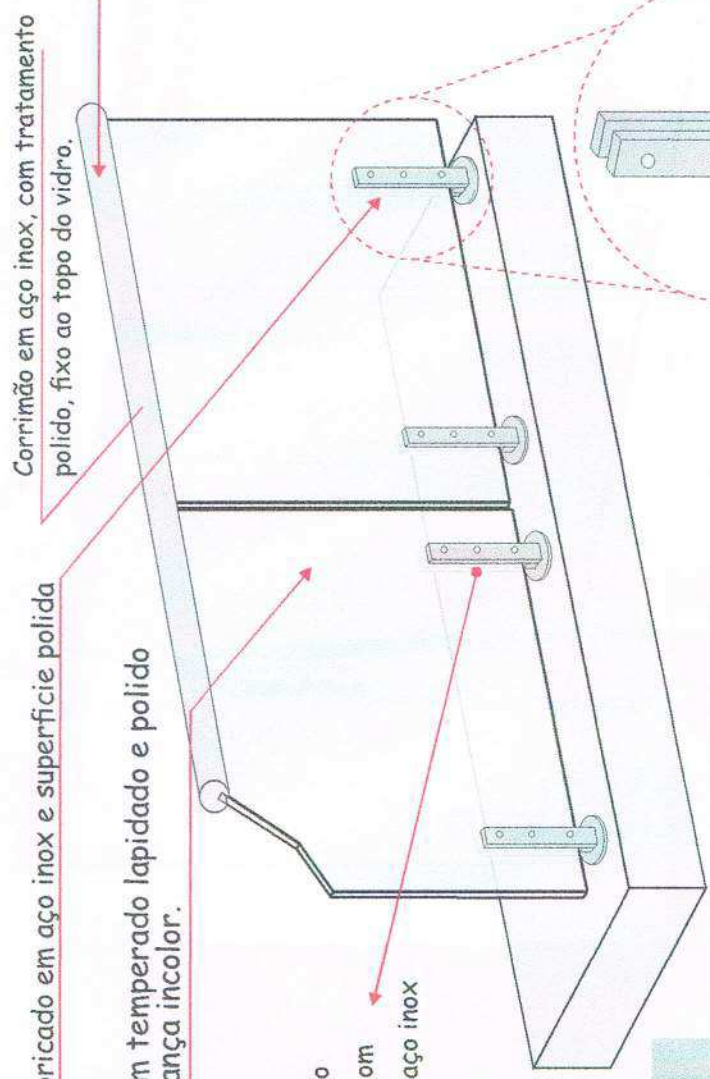 Corrimão em aço inox, com tratamento
polido, fixo ao topo do vidro.
bricado em aço inox e superfície polida
m temperado lapidado e polido
ança incolor.
o
om
aço inox